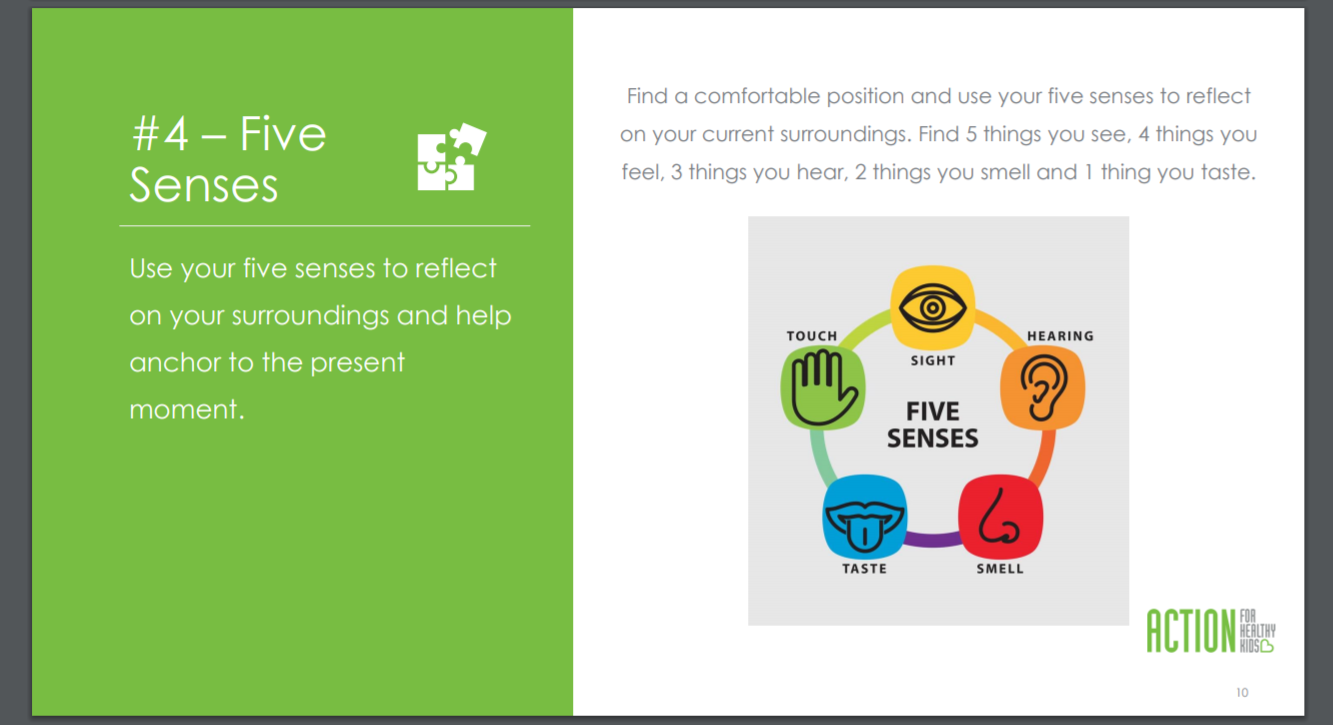 #4 – Five
Senses
Use your five senses to reflect
on your surroundings and help
anchor to the present
moment.
Find a comfortable position and use your five senses to reflect
on your current surroundings. Find 5 things you see, 4 things you
feel, 3 things you hear, 2 things you smell and 1 thing you taste.
SIGHT
TOUCH
HEARING
FIVE
SENSES
TASTE
SMELL
ACTION FOR
HEALTHY
KIDS
10